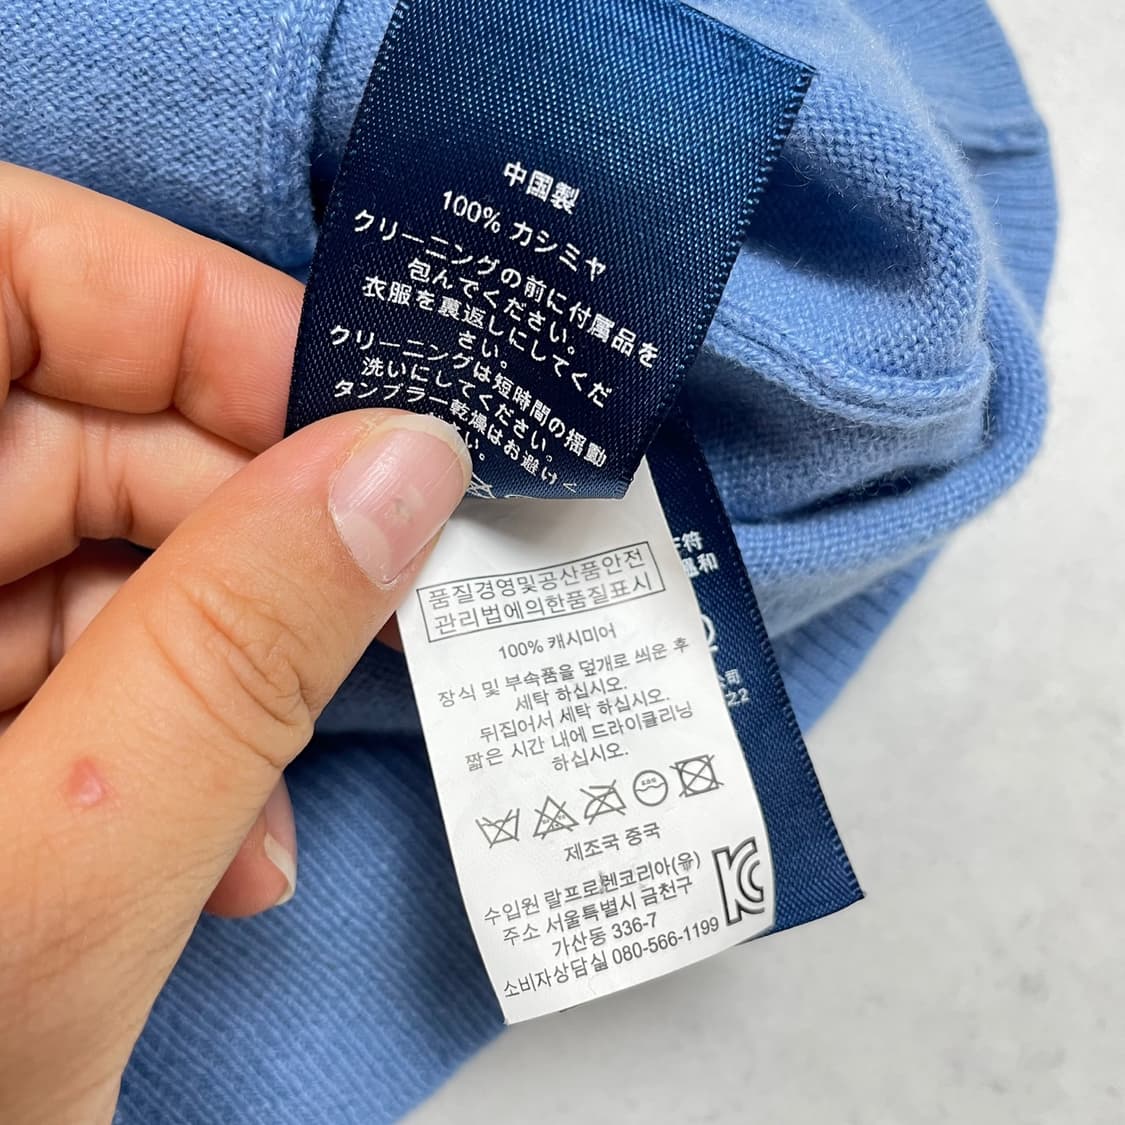 中国製
100% カシミヤ
クリーニングの前に付属品を
包んでください。
衣服を裏返しにしてくだ
さい。
クリーニングは短時間の揺動
洗いにしてください。
タンブラー乾燥はお避けく
い。
품질경영및공산품안전
관리법에의한품질표시
100% 캐시미어
장식 및 부속품을 덮개로 씌운 후
세탁 하십시오.
뒤집어서 세탁 하십시오.
짧은 시간 내에 드라이클리닝
하십시오.
제조국 중국
수입원 랄프로렌코리아(유)
주소 서울특별시 금천구
가산동 336-7
소비자상담실 080-566-1199
符
温和
公司
22